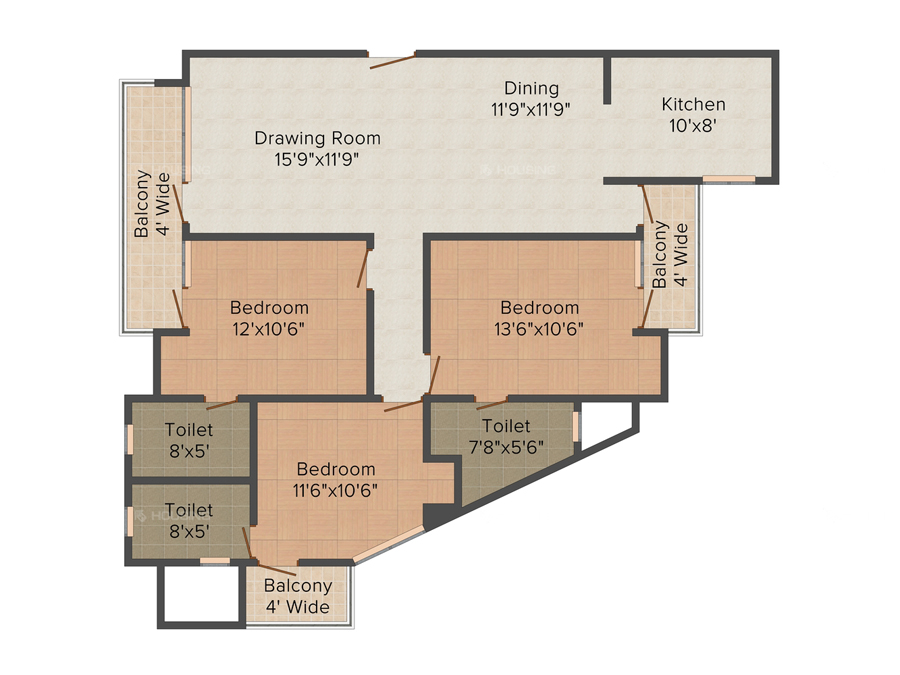 Dining
11'9"x11'9"
Kitchen
10'x8'
Drawing Room
15'9"x11'9"
HOUSING
Balcony
4' Wide
Balcony
4' Wide
Bedroom
12'x10'6"
Bedroom
13'6"x10'6"
Toilet
8'x5'
Toilet
7'8"x5'6"
Bedroom
11'6"x10'6"
Toilet
8'x5'
HOUSING
Balcony
4' Wide